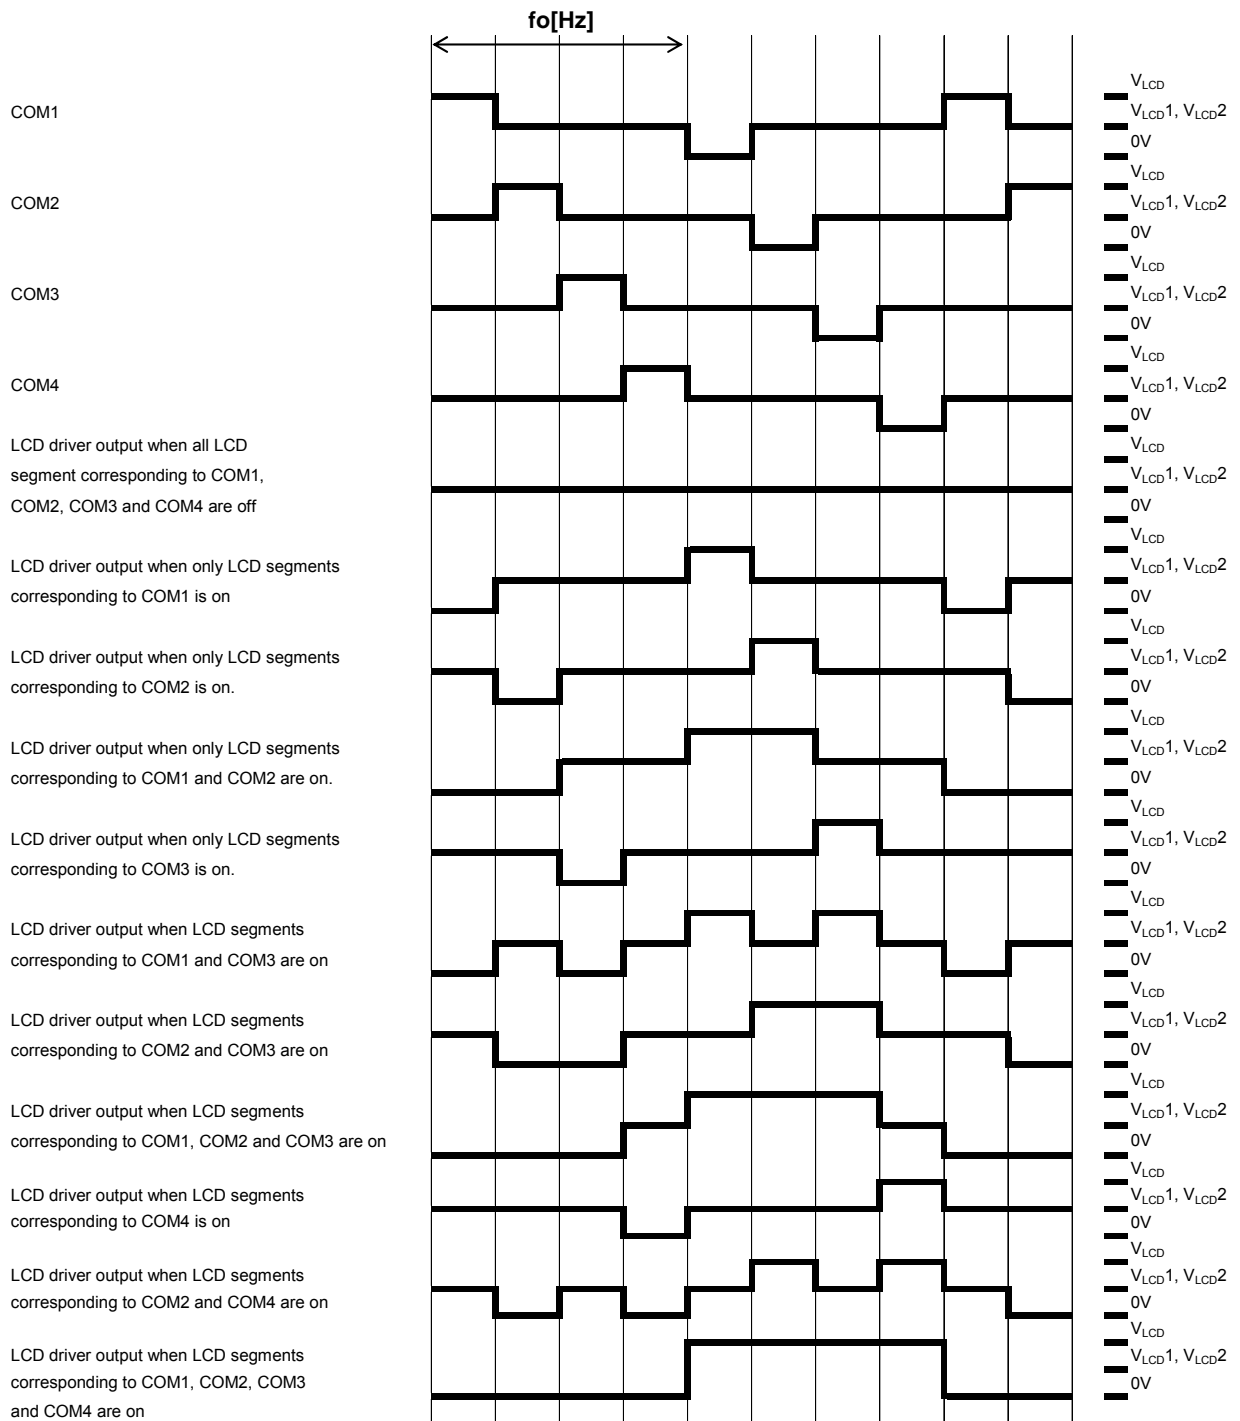 fo[Hz]
COM1
VLCD
VLCD1, VLCD2
0V
COM2
VLCD
VLCD1, VLCD2
0V
COM3
VLCD
VLCD1, VLCD2
0V
COM4
VLCD
VLCD1, VLCD2
0V
LCD driver output when all LCD
segment corresponding to COM1,
COM2, COM3 and COM4 are off
VLCD
VLCD1, VLCD2
0V
LCD driver output when only LCD segments
corresponding to COM1 is on
VLCD
VLCD1, VLCD2
0V
LCD driver output when only LCD segments
corresponding to COM2 is on.
VLCD
VLCD1, VLCD2
0V
LCD driver output when only LCD segments
corresponding to COM1 and COM2 are on.
VLCD
VLCD1, VLCD2
0V
LCD driver output when only LCD segments
corresponding to COM3 is on.
VLCD
VLCD1, VLCD2
0V
LCD driver output when LCD segments
corresponding to COM1 and COM3 are on
VLCD
VLCD1, VLCD2
0V
LCD driver output when LCD segments
corresponding to COM2 and COM3 are on
VLCD
VLCD1, VLCD2
0V
LCD driver output when LCD segments
corresponding to COM1, COM2 and COM3 are on
VLCD
VLCD1, VLCD2
0V
LCD driver output when LCD segments
corresponding to COM4 is on
VLCD
VLCD1, VLCD2
0V
LCD driver output when LCD segments
corresponding to COM2 and COM4 are on
VLCD
VLCD1, VLCD2
0V
LCD driver output when LCD segments
corresponding to COM1, COM2, COM3
and COM4 are on
VLCD
VLCD1, VLCD2
0V